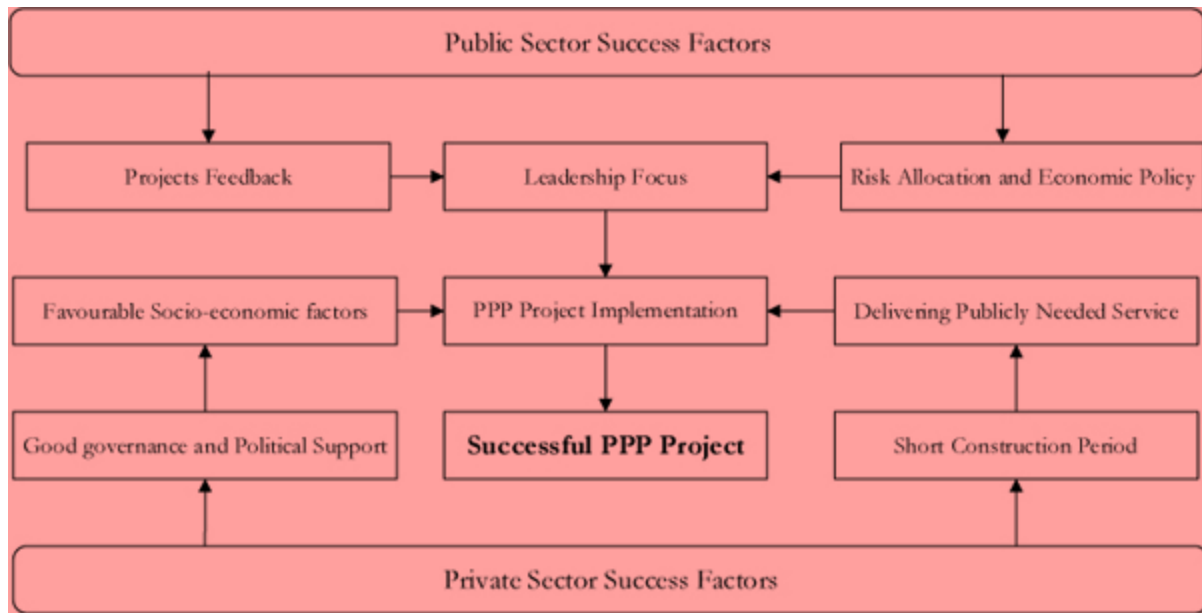 Public Sector Success Factors
Projects Feedback
Leadership Focus
Risk Allocation and Economic Policy
Favourable Socio-economic factors
PPP Project Implementation
Delivering Publicly Needed Service
Good governance and Political Support
Successful PPP Project
Short Construction Period
Private Sector Success Factors